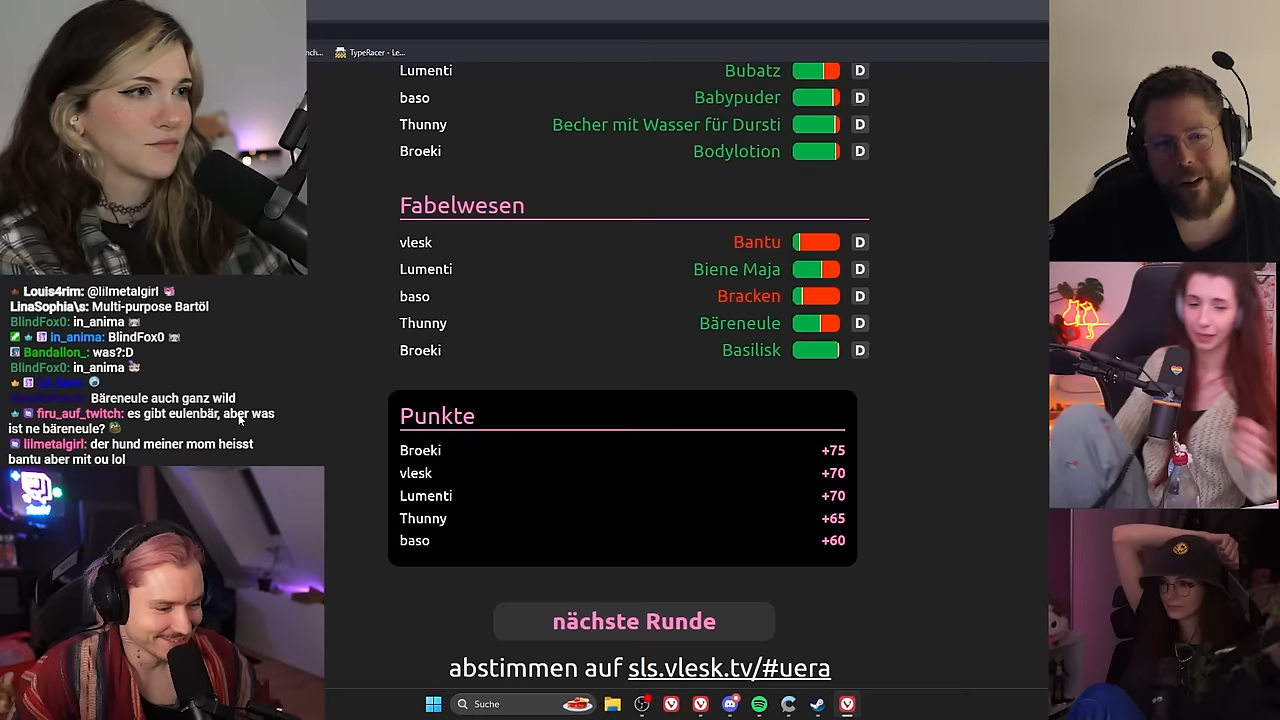 nch...
TypeRacer - Le...
Lumenti Bubatz D
baso Babypuder D
Thunny Becher mit Wasser für Dursti D
Broeki Bodylotion D
Fabelwesen
vlesk Bantu D
Lumenti Biene Maja D
baso Bracken D
Thunny Bäreneule D
Broeki Basilisk D
Punkte
Broeki +75
vlesk +70
Lumenti +70
Thunny +65
baso +60
nächste Runde
abstimmen auf sls.vlesk.tv/#uera
Suche
Louis4rim: @lilmetalgirl
LinaSophia\s: Multi-purpose Bartöl
BlindFox0: in_anima
in_anima: BlindFox0
Bandallon_: was?:D
BlindFox0: in_anima
Bäreneule auch ganz wild
firu_auf_twitch: es gibt eulenbär, aber was
ist ne bäreneule?
lilmetalgirl: der hund meiner mom heisst
bantu aber mit ou lol